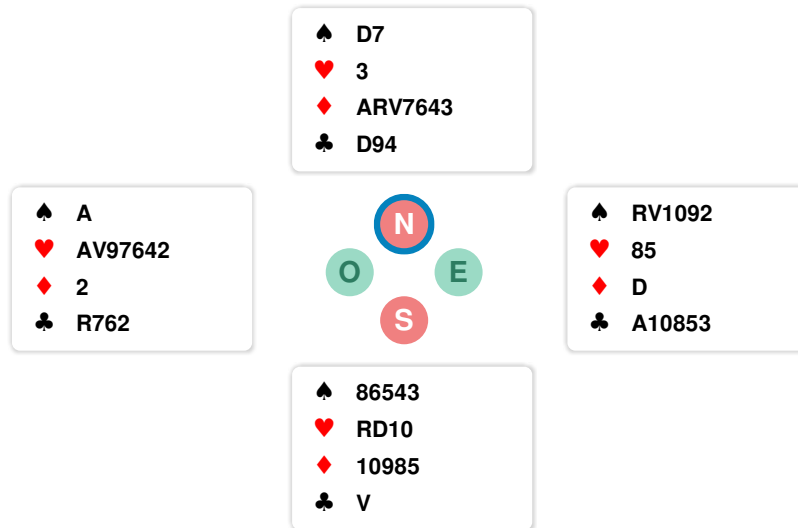 ♠ D7
♥ 3
♦ ARV7643
♣ D94
♠ A
♥ AV97642
♦ 2
♣ R762
N
O E
S
♠ RV1092
♥ 85
♦ D
♣ A10853
♠ 86543
♥ RD10
♦ 10985
♣ V